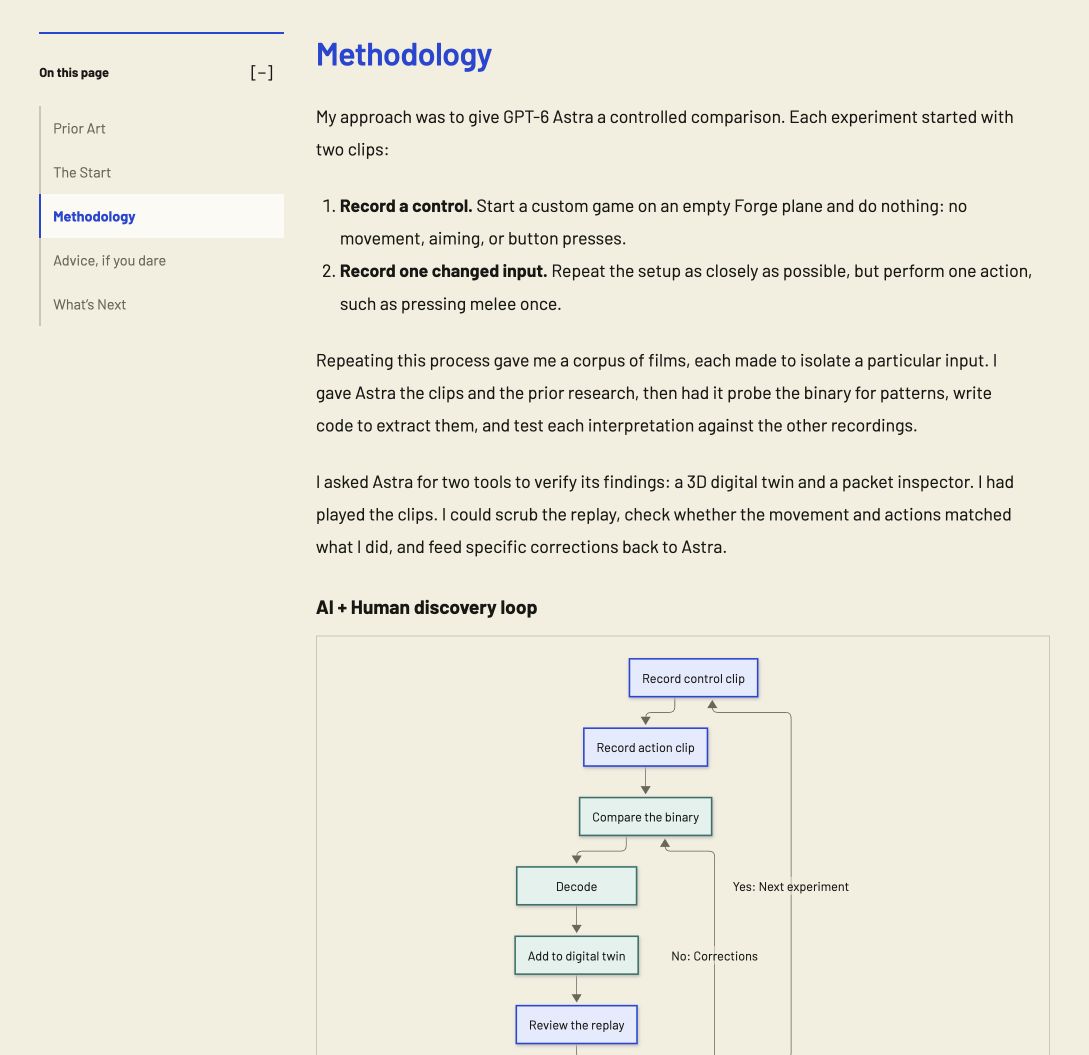 On this page
[–]
Prior Art
The Start
Methodology
Advice, if you dare
What's Next
Methodology
My approach was to give GPT-6 Astra a controlled comparison. Each experiment started with
two clips:
1. Record a control. Start a custom game on an empty Forge plane and do nothing: no
movement, aiming, or button presses.
2. Record one changed input. Repeat the setup as closely as possible, but perform one action,
such as pressing melee once.
Repeating this process gave me a corpus of films, each made to isolate a particular input. I
gave Astra the clips and the prior research, then had it probe the binary for patterns, write
code to extract them, and test each interpretation against the other recordings.
I asked Astra for two tools to verify its findings: a 3D digital twin and a packet inspector. I had
played the clips. I could scrub the replay, check whether the movement and actions matched
what I did, and feed specific corrections back to Astra.
AI + Human discovery loop
Record control clip
Record action clip
Compare the binary
Decode
Yes: Next experiment
Add to digital twin
No: Corrections
Review the replay